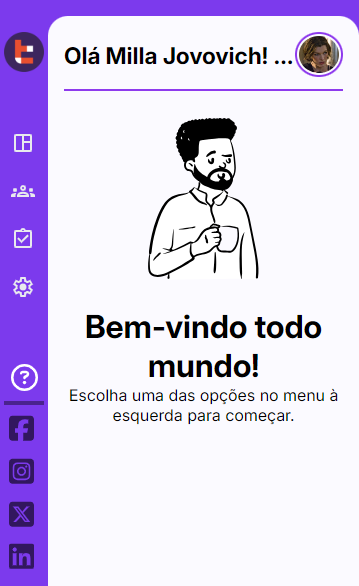 Olá Milla Jovovich! ...
Bem-vindo todo
mundo!
Escolha uma das opções no menu à
esquerda para começar.